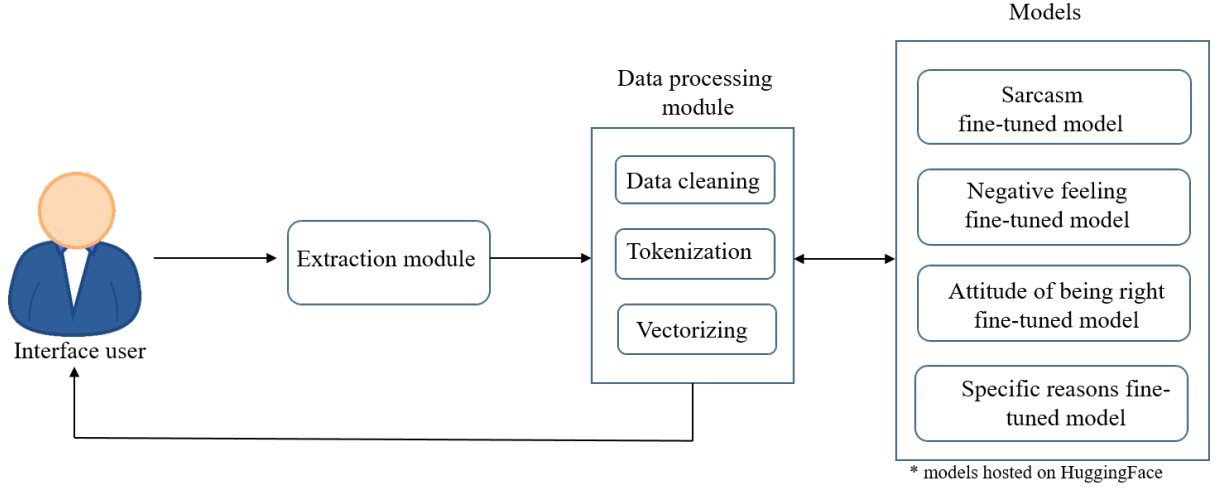 Models
Data processing
module
Sarcasm
fine-tuned model
Data cleaning
Negative feeling
fine-tuned model
Extraction module
Tokenization
Attitude of being right
fine-tuned model
Vectorizing
Interface user
Specific reasons fine-
tuned model
* models hosted on HuggingFace